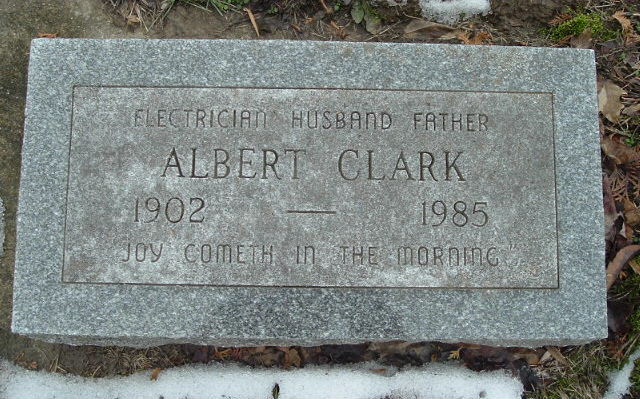 ELECTRICIAN HUSBAND FATHER
ALBERT CLARK
1902 — 1985
JOY COMETH IN THE MORNING"